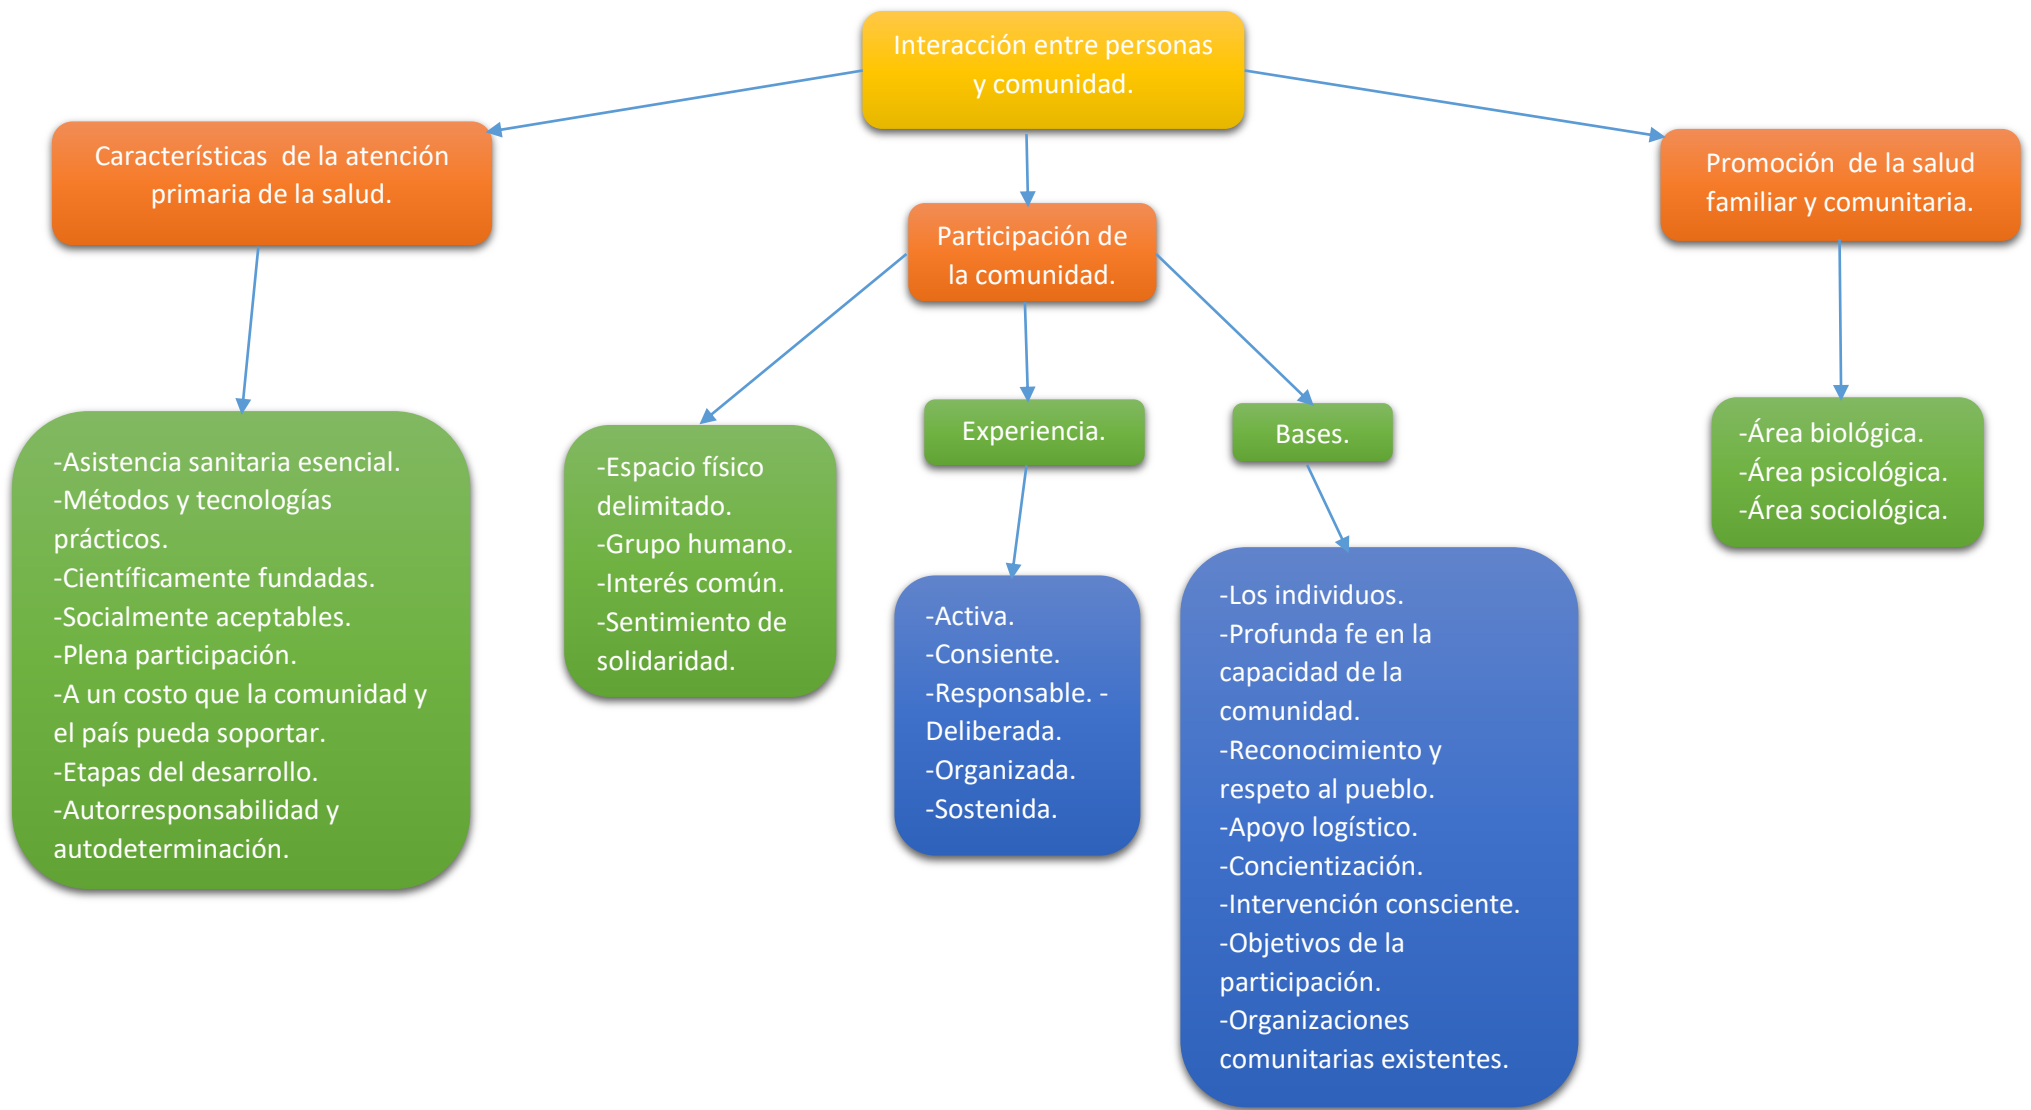 Interacción entre personas
y comunidad.
Características  de la atención
primaria de la salud.
Participación de
la comunidad.
Promoción  de la salud
familiar y comunitaria.
-Asistencia sanitaria esencial.
-Métodos y tecnologías
prácticos.
-Científicamente fundadas.
-Socialmente aceptables.
-Plena participación.
-A un costo que la comunidad y
el país pueda soportar.
-Etapas del desarrollo.
-Autorresponsabilidad y
autodeterminación.
-Espacio físico
delimitado.
-Grupo humano.
-Interés común.
-Sentimiento de
solidaridad.
Experiencia.
-Activa.
-Consiente.
-Responsable. -
Deliberada.
-Organizada.
-Sostenida.
Bases.
-Los individuos.
-Profunda fe en la
capacidad de la
comunidad.
-Reconocimiento y
respeto al pueblo.
-Apoyo logístico.
-Concientización.
-Intervención consciente.
-Objetivos de la
participación.
-Organizaciones
comunitarias existentes.
-Área biológica.
-Área psicológica.
-Área sociológica.